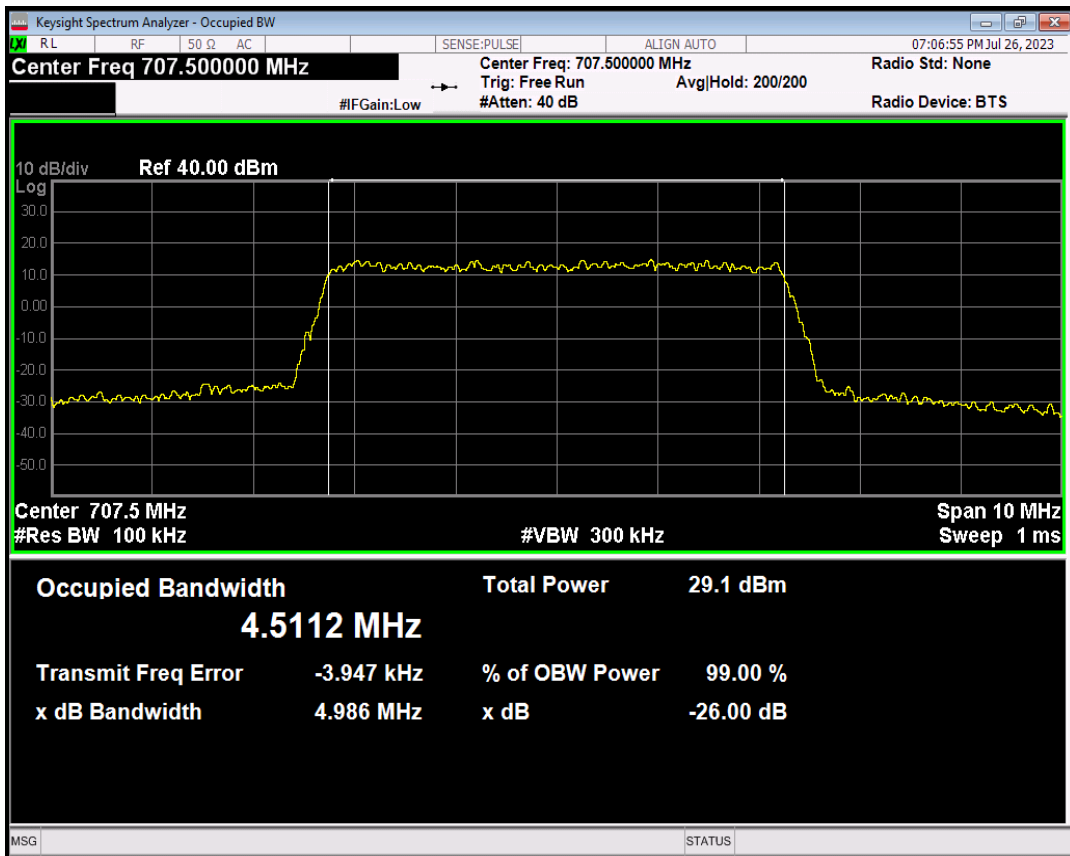 Keysight Spectrum Analyzer - Occupied BW
LXI RL RF 50 Ω AC SENSE:PULSE ALIGN AUTO 07:06:55 PM Jul 26, 2023
Center Freq 707.500000 MHz Center Freq: 707.500000 MHz Radio Std: None
Trig: Free Run Avg|Hold: 200/200
#IFGain:Low #Atten: 40 dB Radio Device: BTS
10 dB/div Ref 40.00 dBm
Log
30.0
20.0
10.0
0.00
-10.0
-20.0
-30.0
-40.0
-50.0
Center 707.5 MHz Span 10 MHz
#Res BW 100 kHz #VBW 300 kHz Sweep 1 ms
Occupied Bandwidth Total Power 29.1 dBm
4.5112 MHz
Transmit Freq Error -3.947 kHz % of OBW Power 99.00 %
x dB Bandwidth 4.986 MHz x dB -26.00 dB
MSG STATUS